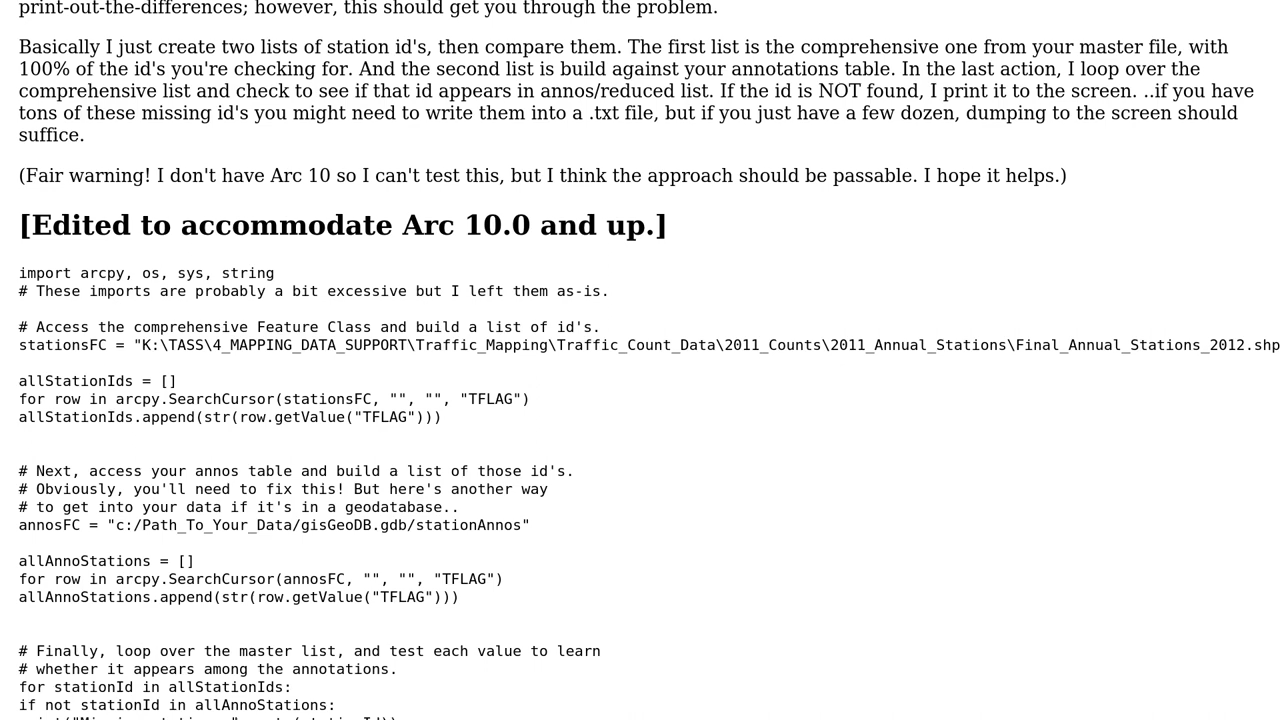 print-out-the-differences; however, this should get you through the problem.
Basically I just create two lists of station id's, then compare them. The first list is the comprehensive one from your master file, with
100% of the id's you're checking for. And the second list is build against your annotations table. In the last action, I loop over the
comprehensive list and check to see if that id appears in annos/reduced list. If the id is NOT found, I print it to the screen. ..if you have
tons of these missing id's you might need to write them into a .txt file, but if you just have a few dozen, dumping to the screen should
suffice.
(Fair warning! I don't have Arc 10 so I can't test this, but I think the approach should be passable. I hope it helps.)
[Edited to accommodate Arc 10.0 and up.]
import arcpy, os, sys, string
# These imports are probably a bit excessive but I left them as-is.
# Access the comprehensive Feature Class and build a list of id's.
stationsFC = "K:\TASS\4_MAPPING_DATA_SUPPORT\Traffic_Mapping\Traffic_Count_Data\2011_Counts\2011_Annual_Stations\Final_Annual_Stations_2012.shp
allStationIds = []
for row in arcpy.SearchCursor(stationsFC, "", "", "TFLAG")
allStationIds.append(str(row.getValue("TFLAG")))
# Next, access your annos table and build a list of those id's.
# Obviously, you'll need to fix this! But here's another way
# to get into your data if it's in a geodatabase..
annosFC = "c:/Path_To_Your_Data/gisGeoDB.gdb/stationAnnos"
allAnnoStations = []
for row in arcpy.SearchCursor(annosFC, "", "", "TFLAG")
allAnnoStations.append(str(row.getValue("TFLAG")))
# Finally, loop over the master list, and test each value to learn
# whether it appears among the annotations.
for stationId in allStationIds:
if not stationId in allAnnoStations: